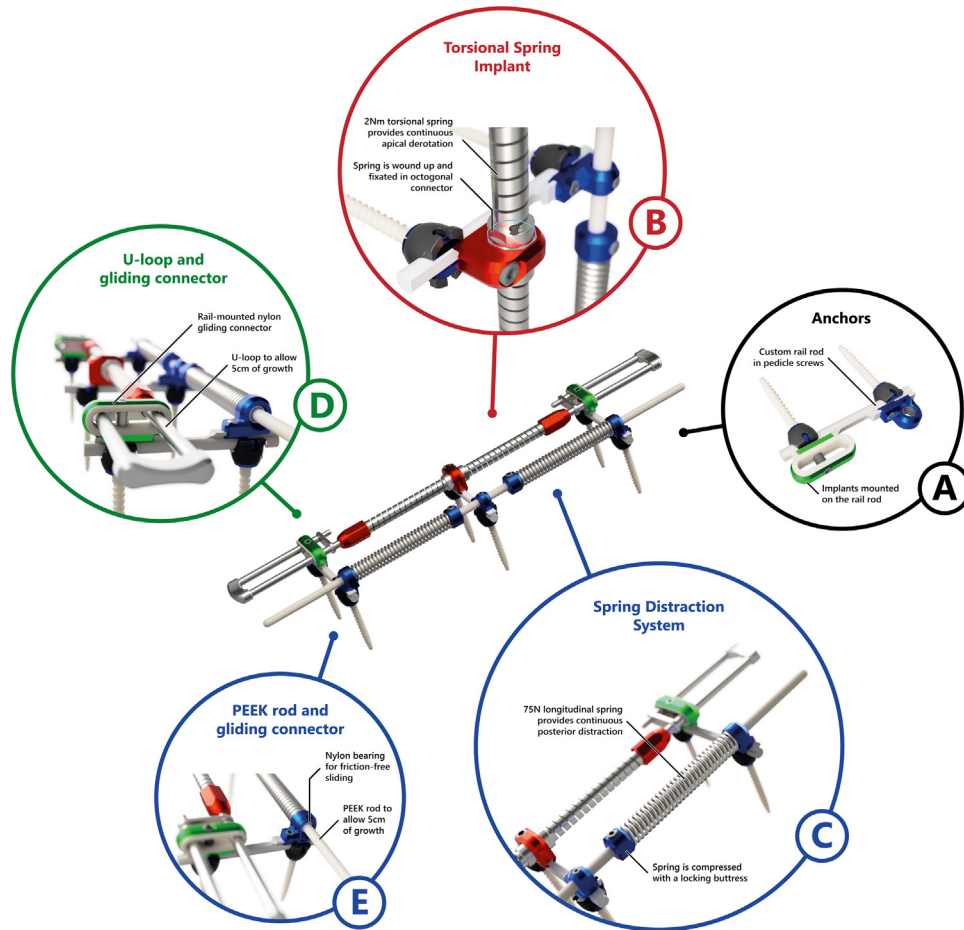 Torsional Spring
Implant
2Nm torsional spring
provides continuous
apical derotation
Spring is wound up and
fixated in octogonal
connector
B
U-loop and
gliding connector
Rail-mounted nylon
gliding connector
U-loop to allow
5cm of growth
D
Anchors
Custom rail rod
in pedicle screws
Implants mounted
on the rail rod
A
Spring Distraction
System
75N longitudinal spring
provides continuous
posterior distraction
Spring is compressed
with a locking buttress
C
PEEK rod and
gliding connector
Nylon bearing
for friction-free
sliding
PEEK rod to
allow 5cm
of growth
E